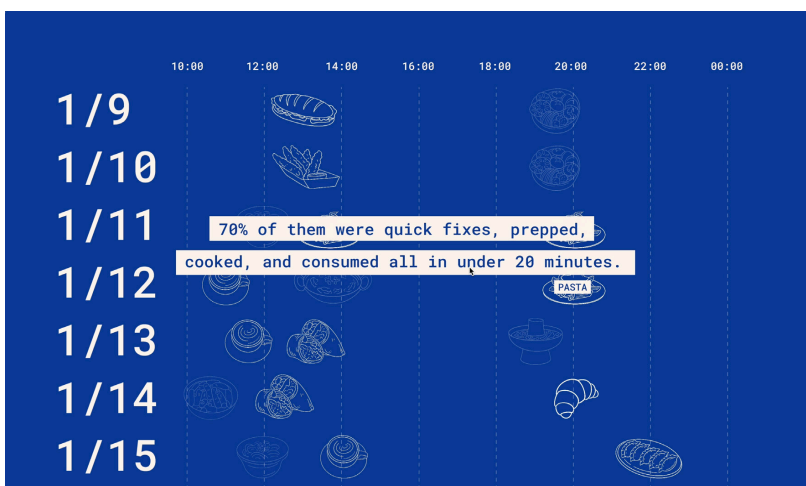 10:00 12:00 14:00 16:00 18:00 20:00 22:00 00:00
1/9
1/10
1/11
70% of them were quick fixes, prepped,
cooked, and consumed all in under 20 minutes.
1/12
PASTA
1/13
1/14
1/15